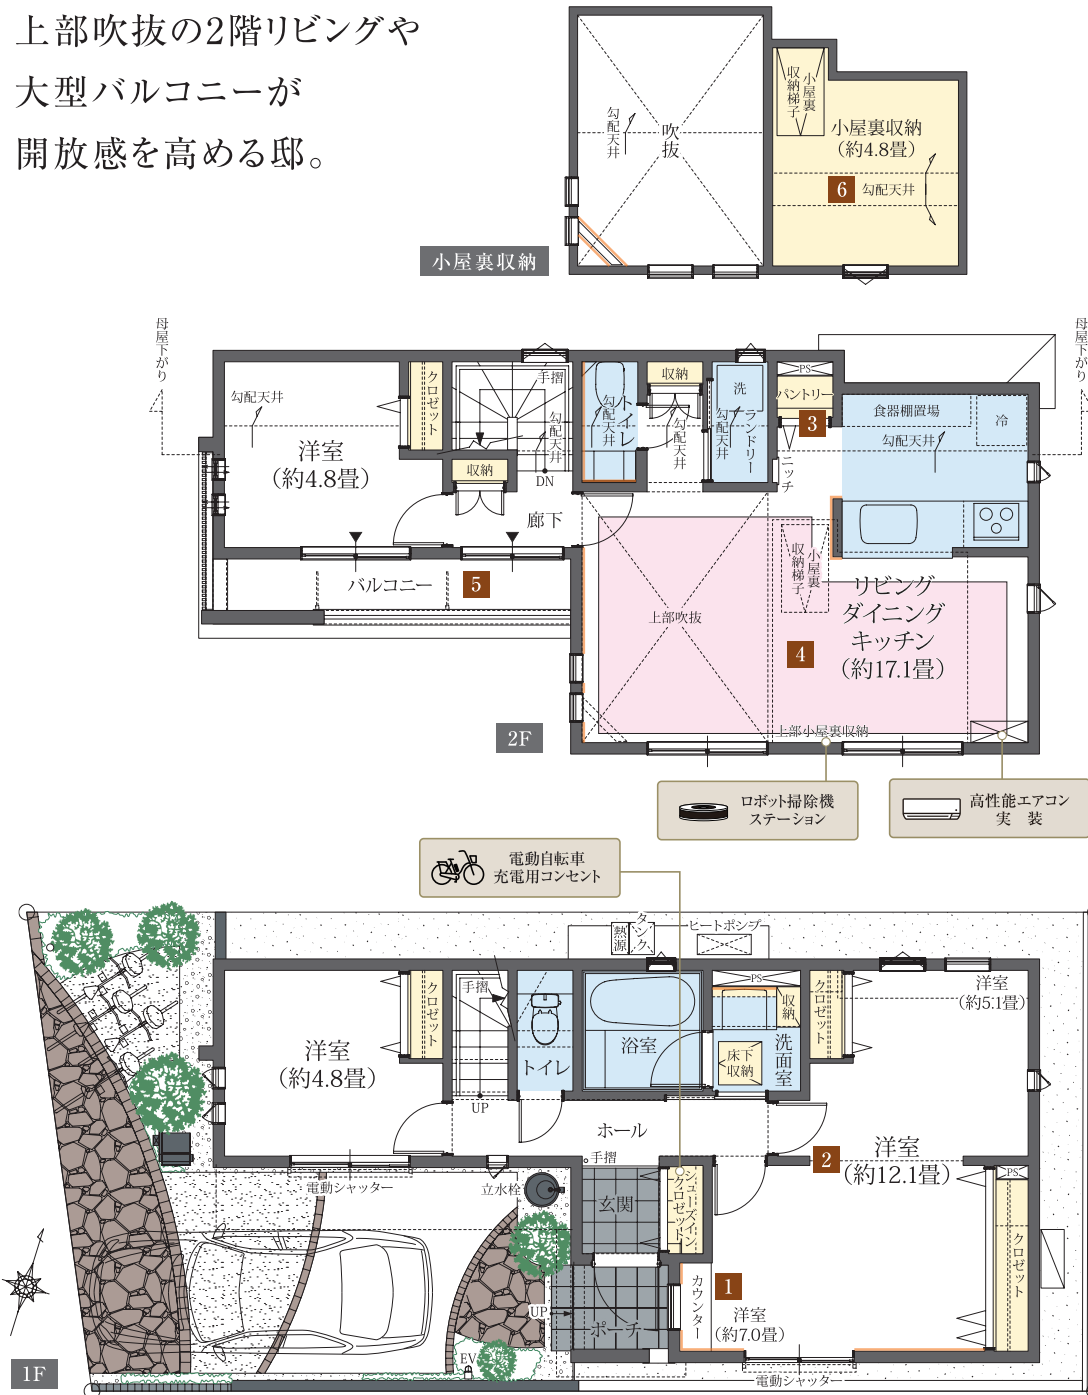 上部吹抜の2階リビングや
大型バルコニーが
開放感を高める邸。
勾配天井
吹抜
小屋裏収納梯子
小屋裏収納
（約4.8畳）
6
勾配天井
小屋裏収納
母屋下がり
母屋下がり
勾配天井
洋室
（約4.8畳）
クロゼット
手摺
勾配天井
DN
収納
廊下
トイレ
勾配天井
収納
勾配天井
洗
ランドリー
勾配天井
PS
パントリー
3
ニッチ
食器棚置場
冷
勾配天井
バルコニー
5
上部吹抜
小屋裏収納梯子
リビング
ダイニング
キッチン
（約17.1畳）
4
上部小屋裏収納
2F
ロボット掃除機
ステーション
高性能エアコン
実 装
電動自転車
充電用コンセント
熱源
タンク
ヒートポンプ
洋室
（約4.8畳）
クロゼット
手摺
UP
トイレ
浴室
PS
収納
床下収納
洗面室
クロゼット
洋室
（約5.1畳）
ホール
手摺
2
洋室
（約12.1畳）
電動シャッター
立水栓
玄関
シューズイン
クロゼット
PS
クロゼット
カウンター
1
洋室
（約7.0畳）
UP
ポーチ
EV
電動シャッター
1F